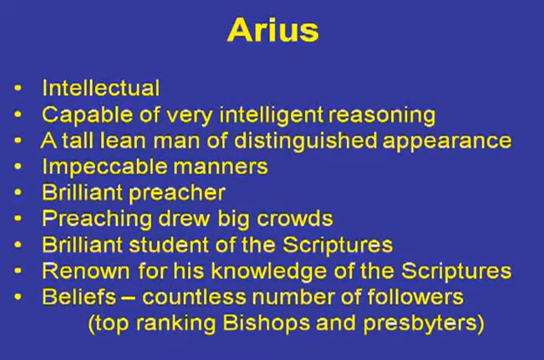 Arius
• Intellectual
• Capable of very intelligent reasoning
• A tall lean man of distinguished appearance
• Impeccable manners
• Brilliant preacher
• Preaching drew big crowds
• Brilliant student of the Scriptures
• Renown for his knowledge of the Scriptures
• Beliefs – countless number of followers
(top ranking Bishops and presbyters)